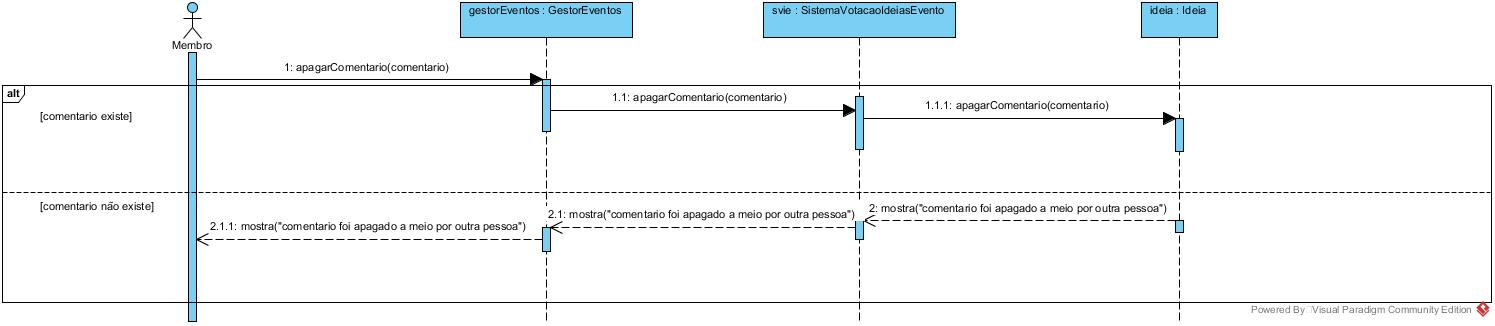 gestorEventos : GestorEventos
svie : SistemaVotacaoIdeiasEvento
ideia : Ideia
Membro
1: apagarComentario(comentario)
alt
1.1: apagarComentario(comentario)
1.1.1: apagarComentario(comentario)
[comentario existe]
[comentario não existe]
2: mostra("comentario foi apagado a meio por outra pessoa")
2.1: mostra("comentario foi apagado a meio por outra pessoa")
2.1.1: mostra("comentario foi apagado a meio por outra pessoa")
Powered By Visual Paradigm Community Edition